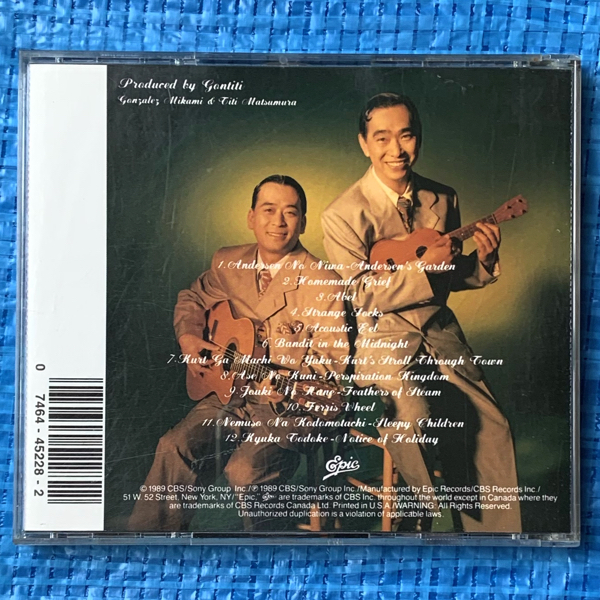 Produced by Gontiti
Gonzalez Mikami & Titi Matsumura
1. Andersen No Niwa-Andersen's Garden
2. Homemade Grief
3. Abel
4. Strange Socks
5. Acoustic Eel
6. Bandit in the Midnight
7. Kurt Ga Machi Wo Yuku-Kurt's Stroll Through Town
8. Ase No Kuni-Perspiration Kingdom
9. Jouki No Hane-Feathers of Steam
10. Ferris Wheel
11. Nemuso Na Kodomotachi-Sleepy Children
12. Kyuka Todoke-Notice of Holiday
Epic
© 1989 CBS/Sony Group Inc./℗ 1989 CBS/Sony Group Inc./Manufactured by Epic Records/CBS Records Inc./
51 W. 52 Street, New York, NY/"Epic," are trademarks of CBS Inc. throughout the world except in Canada where they
are trademarks of CBS Records Canada Ltd. Printed in U.S.A./WARNING: All Rights Reserved.
Unauthorized duplication is a violation of applicable laws.
0 7464-45228-2